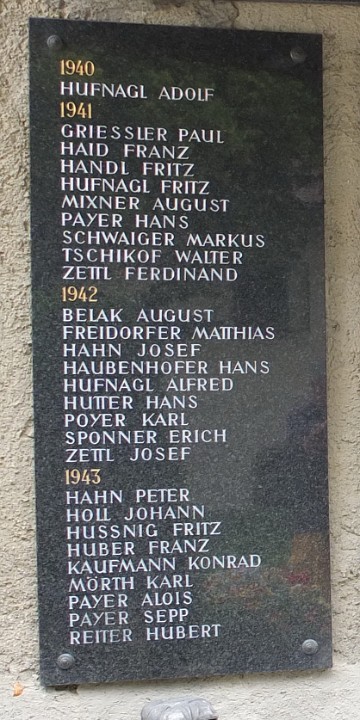 1940
HUFNAGL ADOLF
1941
GRIESSLER PAUL
HAID FRANZ
HANDL FRITZ
HUFNAGL FRITZ
MIXNER AUGUST
PAYER HANS
SCHWAIGER MARKUS
TSCHIKOF WALTER
ZETTL FERDINAND
1942
BELAK AUGUST
FREIDORFER MATTHIAS
HAHN JOSEF
HAUBENHOFER HANS
HUFNAGL ALFRED
HUTTER HANS
POYER KARL
SPONNER ERICH
ZETTL JOSEF
1943
HAHN PETER
HOLL JOHANN
HUSSNIG FRITZ
HUBER FRANZ
KAUFMANN KONRAD
MÖRTH KARL
PAYER ALOIS
PAYER SEPP
REITER HUBERT